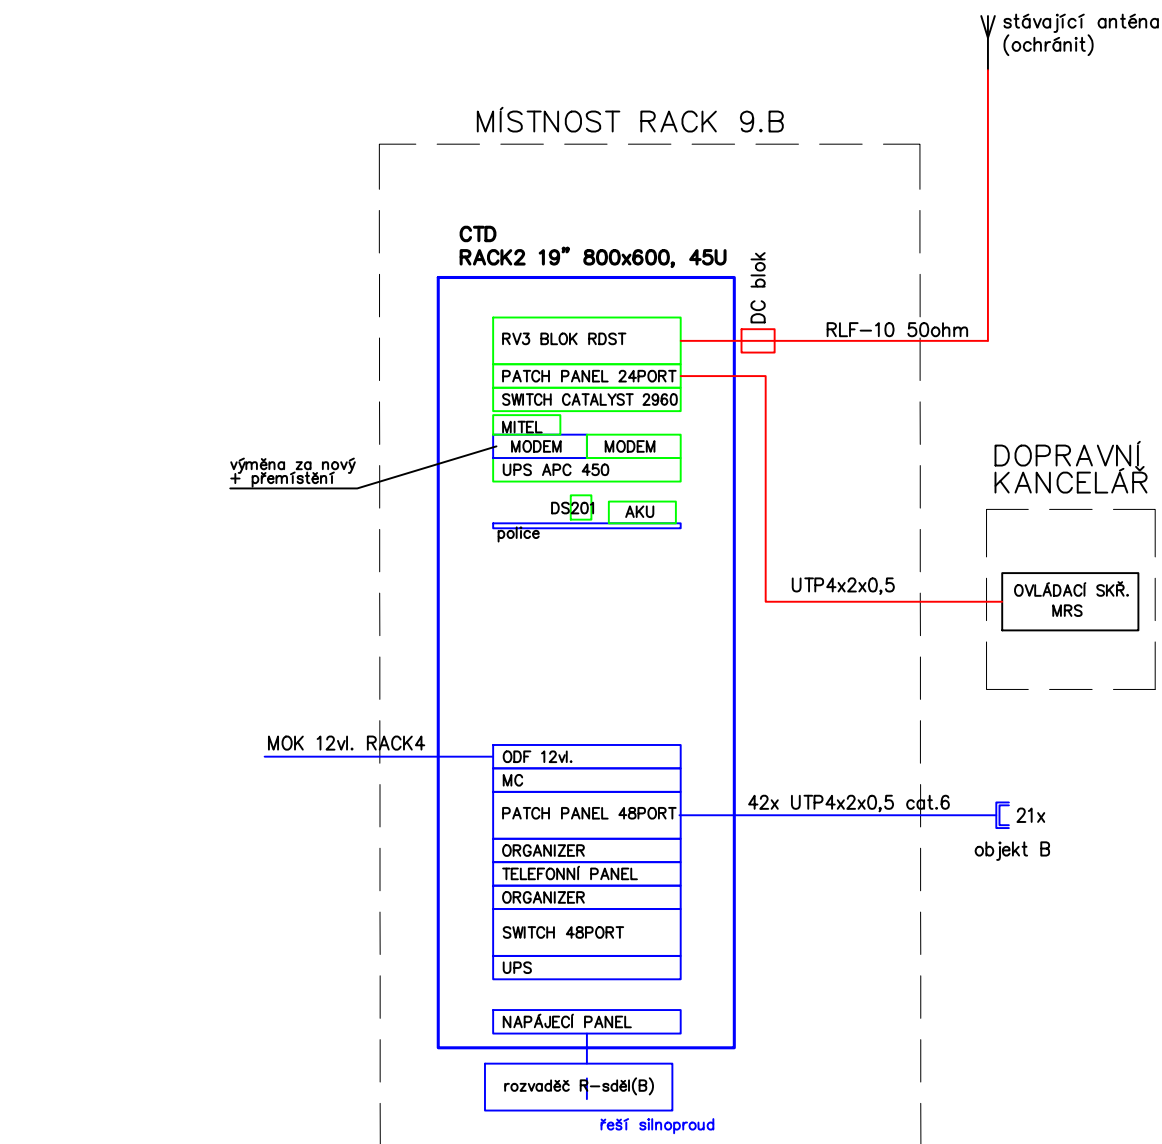 stávající anténa
(ochránit)
MÍSTNOST RACK 9.B
CTD
RACK2 19" 800x600, 45U
DC blok
RLF-10 50ohm
RV3 BLOK RDST
PATCH PANEL 24PORT
SWITCH CATALYST 2960
MITEL
MODEM
MODEM
UPS APC 450
výměna za nový
+ přemístění
DS201
AKU
police
DOPRAVNÍ
KANCELÁŘ
UTP4x2x0,5
OVLÁDACÍ SKŘ.
MRS
MOK 12vl. RACK4
ODF 12vl.
MC
PATCH PANEL 48PORT
42x UTP4x2x0,5 cat.6
21x
objekt B
ORGANIZER
TELEFONNÍ PANEL
ORGANIZER
SWITCH 48PORT
UPS
NAPÁJECÍ PANEL
rozvaděč R-sděl(B)
řeší silnoproud